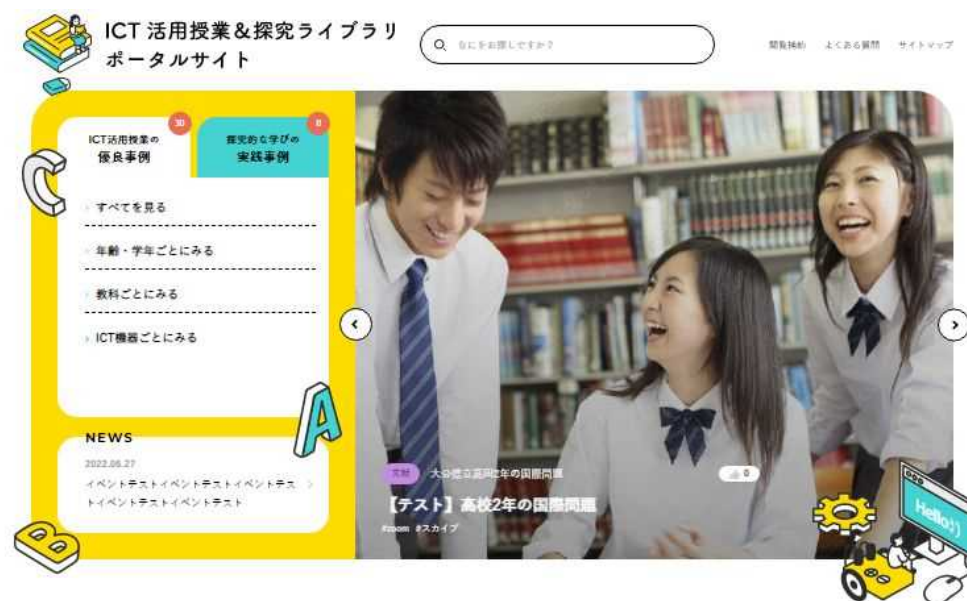 ICT 活用授業＆探究ライブラリ
ポータルサイト
なにをお探しですか？
よくある質問
サイトマップ
ICT活用授業の
優良事例
30
探究的な学びの
実践事例
8
すべてを見る
年齢・学年ごとにみる
教科ごとにみる
ICT機器ごとにみる
NEWS
2022.06.27
イベントテストイベントテストイベントテス
トイベントテストイベントテスト
年の国際問題
0
【テスト】高校2年の国際問題
#zoom #スカイプ
Hello:)
C
A
B